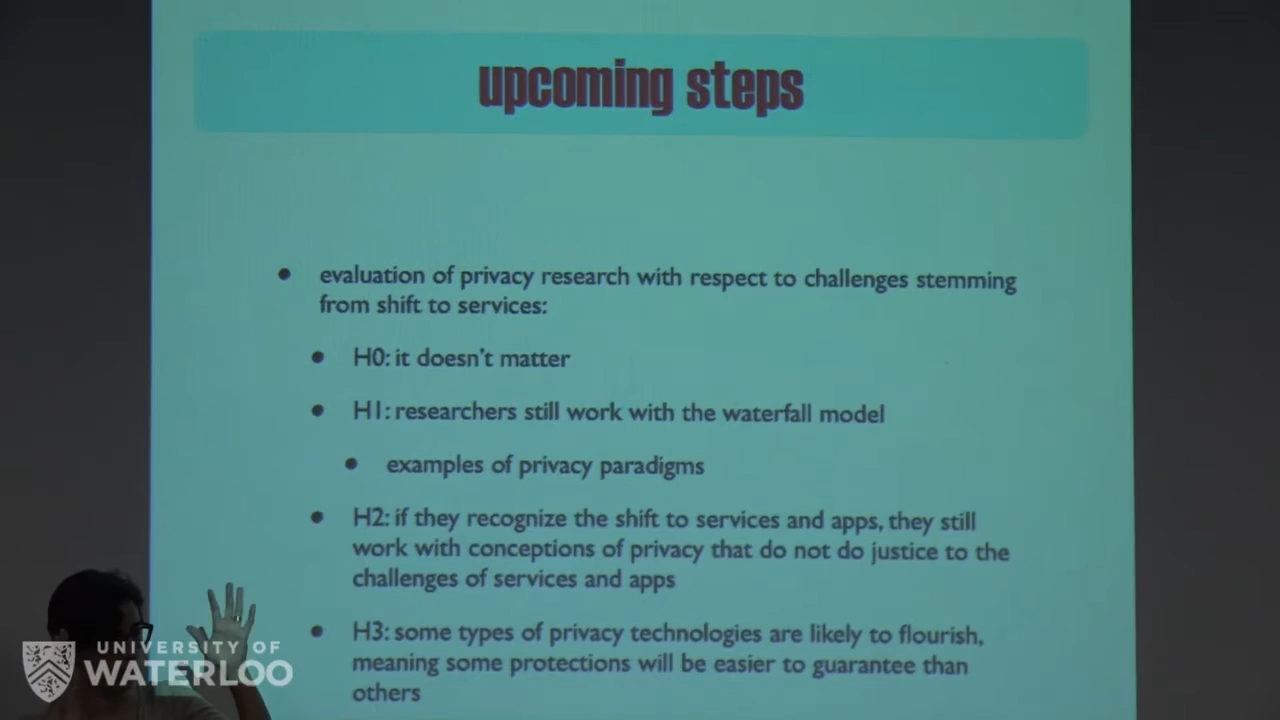 upcoming steps
evaluation of privacy research with respect to challenges stemming
from shift to services:
H0: it doesn't matter
H1: researchers still work with the waterfall model
examples of privacy paradigms
H2: if they recognize the shift to services and apps, they still
work with conceptions of privacy that do not do justice to the
challenges of services and apps
H3: some types of privacy technologies are likely to flourish,
meaning some protections will be easier to guarantee than
others
UNIVERSITY OF
WATERLOO